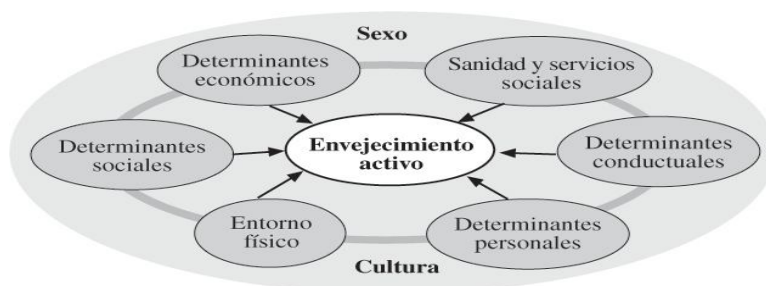 Sexo
Determinantes
económicos
Sanidad y servicios
sociales
Determinantes
sociales
Envejecimiento
activo
Determinantes
conductuales
Entorno
físico
Determinantes
personales
Cultura